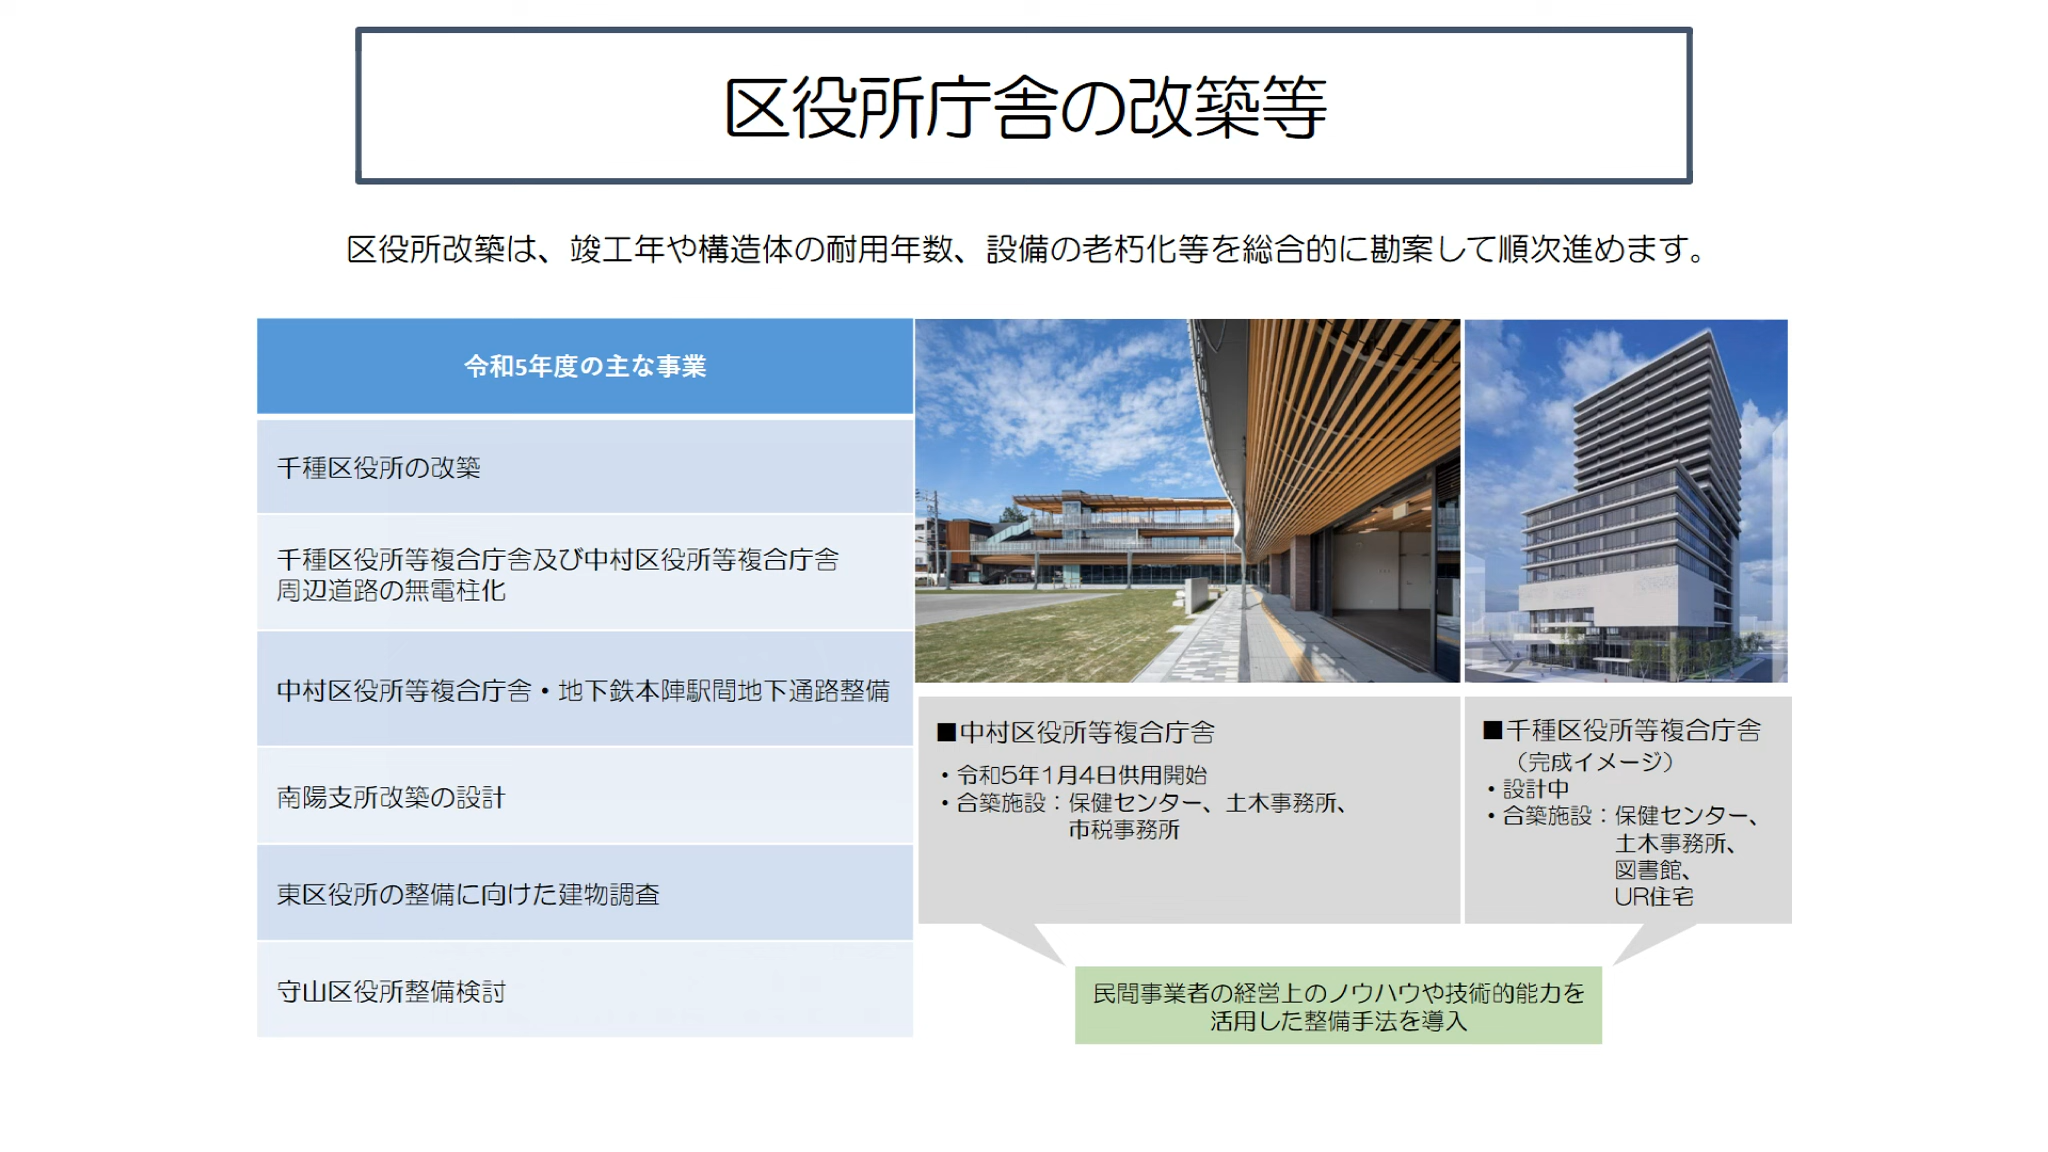 区役所庁舎の改築等
区役所改築は、竣工年や構造体の耐用年数、設備の老朽化等を総合的に勘案して順次進めます。
令和5年度の主な事業
千種区役所の改築
千種区役所等複合庁舎及び中村区役所等複合庁舎
周辺道路の無電柱化
中村区役所等複合庁舎・地下鉄本陣駅間地下通路整備
南陽支所改築の設計
東区役所の整備に向けた建物調査
守山区役所整備検討
■中村区役所等複合庁舎
・令和5年1月4日供用開始
・合築施設：保健センター、土木事務所、
市税事務所
■千種区役所等複合庁舎
（完成イメージ）
・設計中
・合築施設：保健センター、
土木事務所、
図書館、
UR住宅
民間事業者の経営上のノウハウや技術的能力を
活用した整備手法を導入